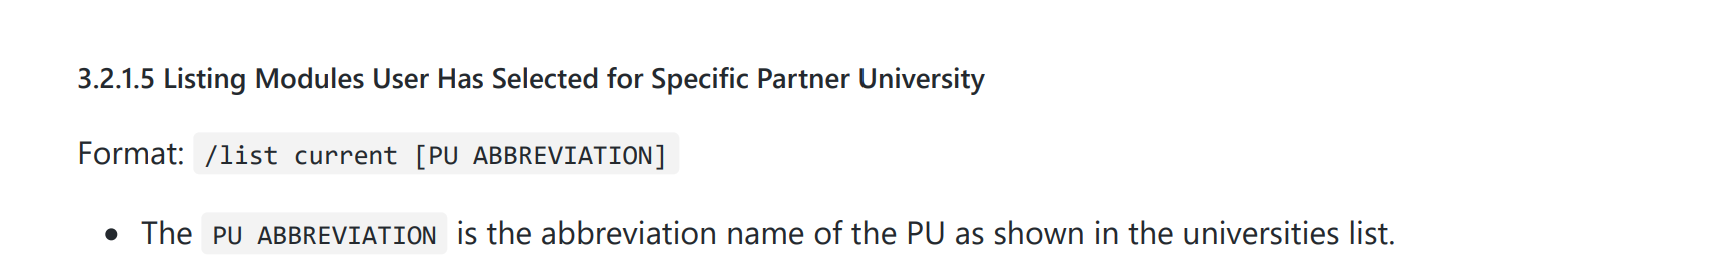 3.2.1.5 Listing Modules User Has Selected for Specific Partner University
Format: /list current [PU ABBREVIATION]
• The PU ABBREVIATION is the abbreviation name of the PU as shown in the universities list.